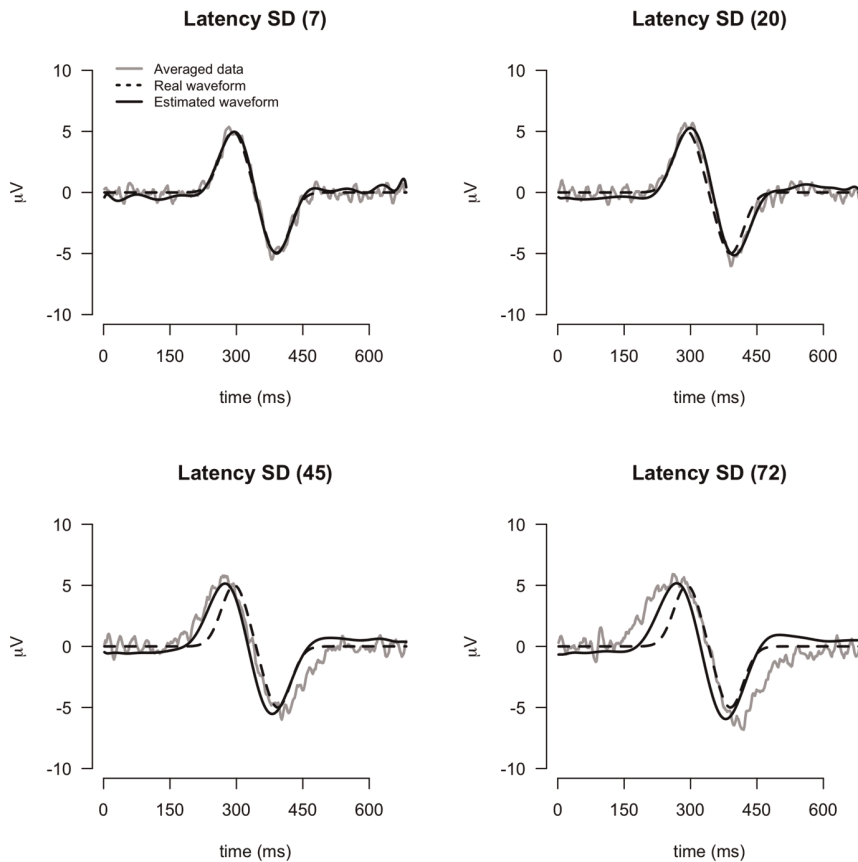 Latency SD (7)
10
5
0
-5
-10
μV
Averaged data
Real waveform
Estimated waveform
0 150 300 450 600
time (ms)
Latency SD (20)
10
5
0
-5
-10
μV
0 150 300 450 600
time (ms)
Latency SD (45)
10
5
0
-5
-10
μV
0 150 300 450 600
time (ms)
Latency SD (72)
10
5
0
-5
-10
μV
0 150 300 450 600
time (ms)